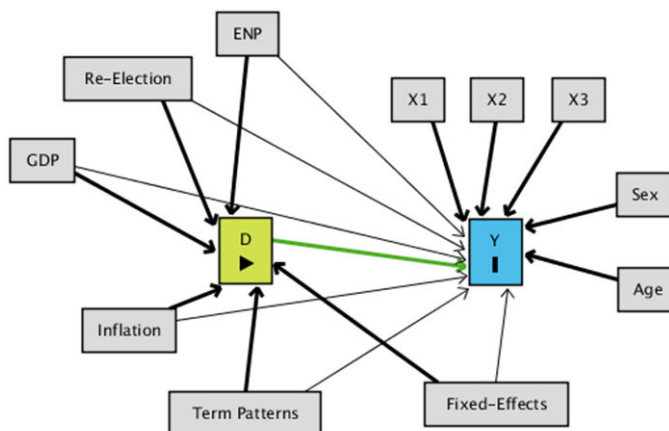 ENP
Re-Election
X1
X2
X3
GDP
Sex
D
Y
Age
Inflation
Term Patterns
Fixed-Effects